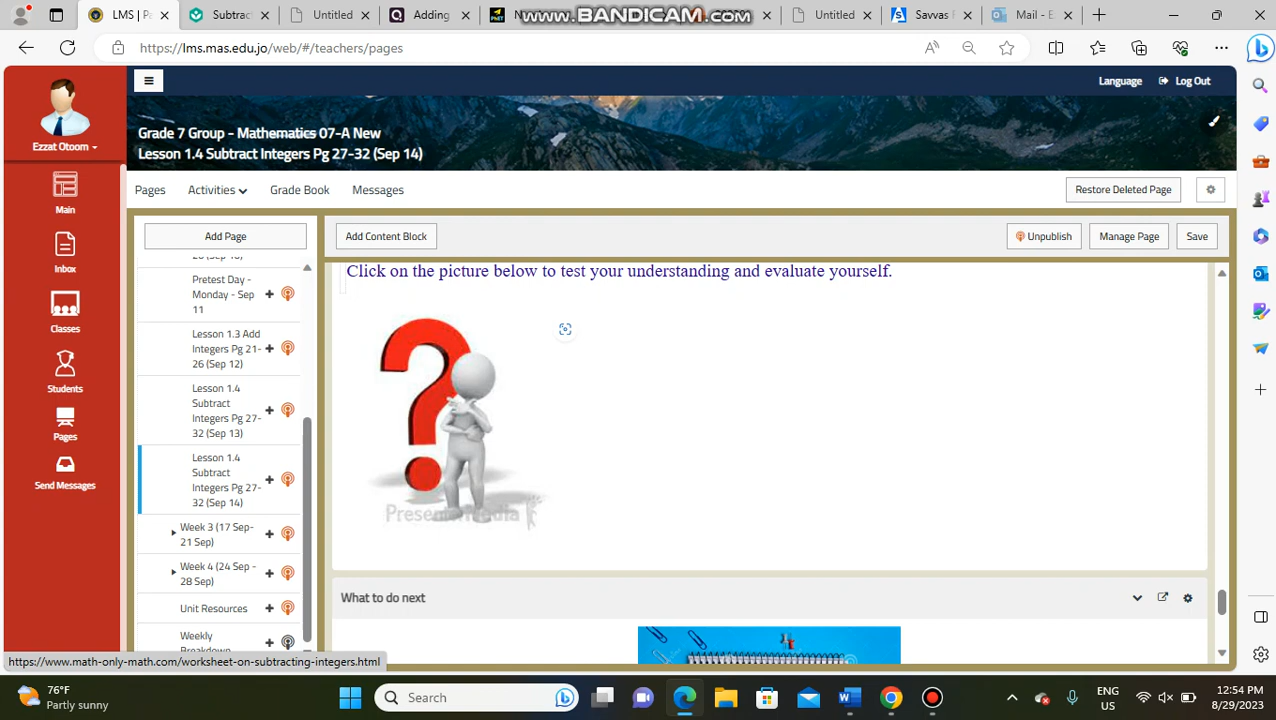 LMS | Pa
Subtract
Untitled
Adding
N
www.BANDICAM.com
Untitled
Savvas F
Mail - E
https://lms.mas.edu.jo/web/#/teachers/pages
Language
Log Out
Grade 7 Group - Mathematics 07-A New
Lesson 1.4 Subtract Integers Pg 27-32 (Sep 14)
Ezzat Otoom
Main
Inbox
Classes
Students
Pages
Send Messages
Pages
Activities
Grade Book
Messages
Restore Deleted Page
Add Page
Add Content Block
Unpublish
Manage Page
Save
Pretest Day -
Monday - Sep
11
Lesson 1.3 Add
Integers Pg 21-
26 (Sep 12)
Lesson 1.4
Subtract
Integers Pg 27-
32 (Sep 13)
Lesson 1.4
Subtract
Integers Pg 27-
32 (Sep 14)
Week 3 (17 Sep-
21 Sep)
Week 4 (24 Sep -
28 Sep)
Unit Resources
Weekly
Breakdown
Click on the picture below to test your understanding and evaluate yourself.
PresenterMedia
What to do next
https://www.math-only-math.com/worksheet-on-subtracting-integers.html
76°F
Partly sunny
Search
ENG
US
12:54 PM
8/29/2023